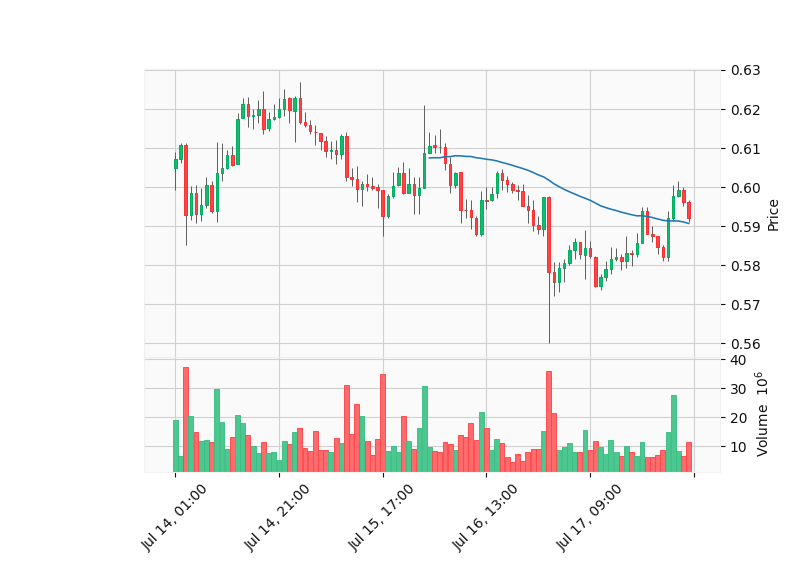 0.63
0.62
0.61
0.60
0.59
0.58
0.57
0.56
Price
40
30
20
10
Volume 10^6
Jul 14, 01:00
Jul 14, 21:00
Jul 15, 17:00
Jul 16, 13:00
Jul 17, 09:00